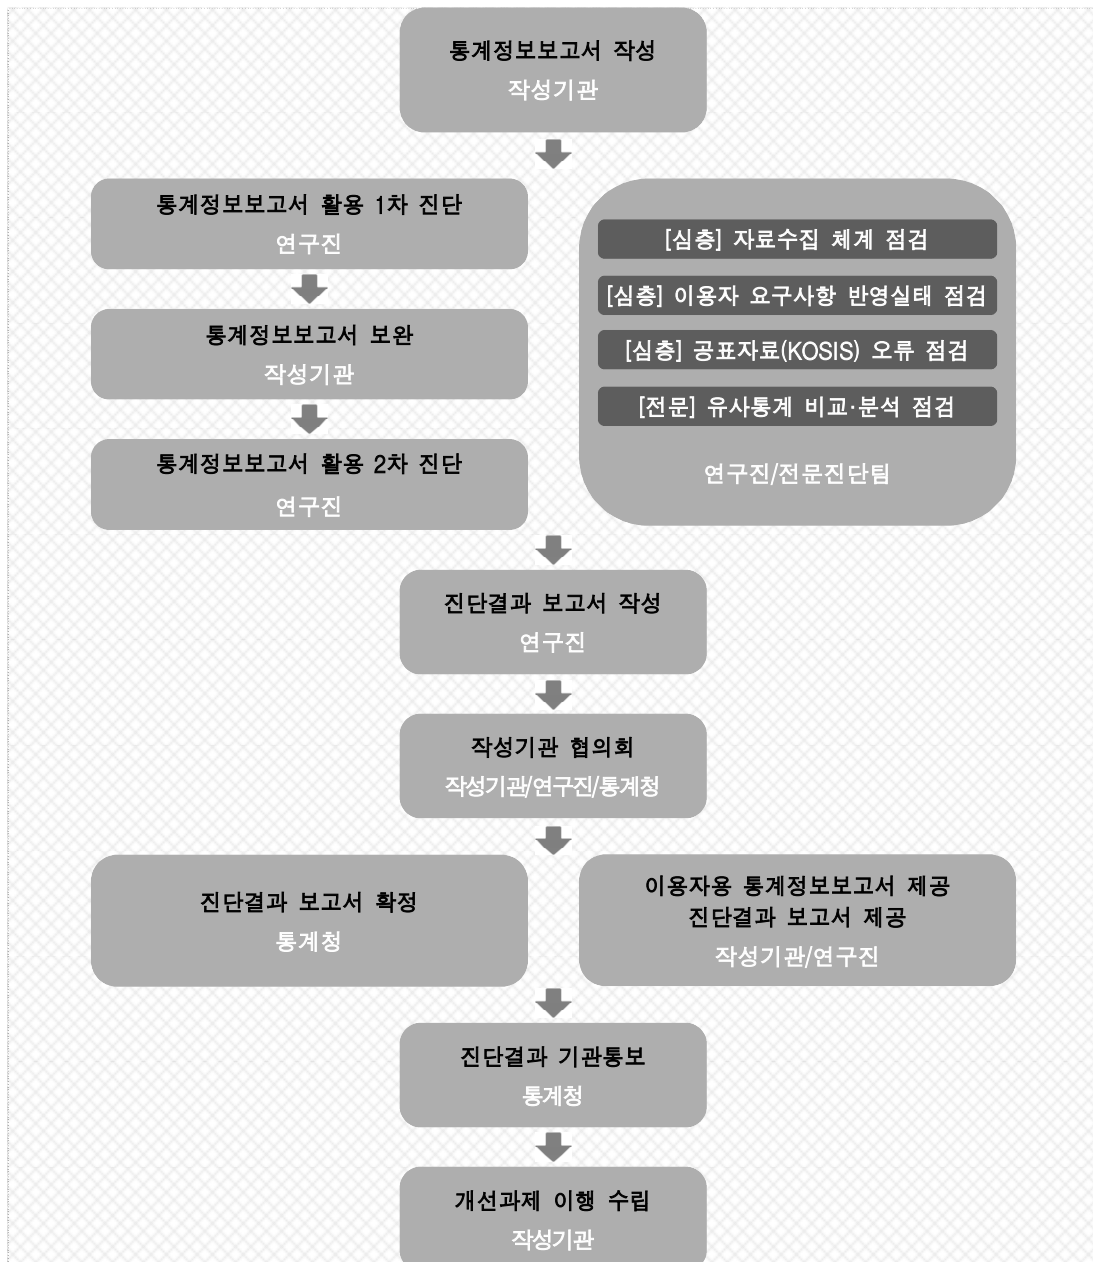 통계정보보고서 작성
작성기관
통계정보보고서 활용 1차 진단
연구진
통계정보보고서 보완
작성기관
통계정보보고서 활용 2차 진단
연구진
[심층] 자료수집 체계 점검
[심층] 이용자 요구사항 반영실태 점검
[심층] 공표자료(KOSIS) 오류 점검
[전문] 유사통계 비교·분석 점검
연구진/전문진단팀
진단결과 보고서 작성
연구진
작성기관 협의회
작성기관/연구진/통계청
진단결과 보고서 확정
통계청
이용자용 통계정보보고서 제공
진단결과 보고서 제공
작성기관/연구진
진단결과 기관통보
통계청
개선과제 이행 수립
작성기관